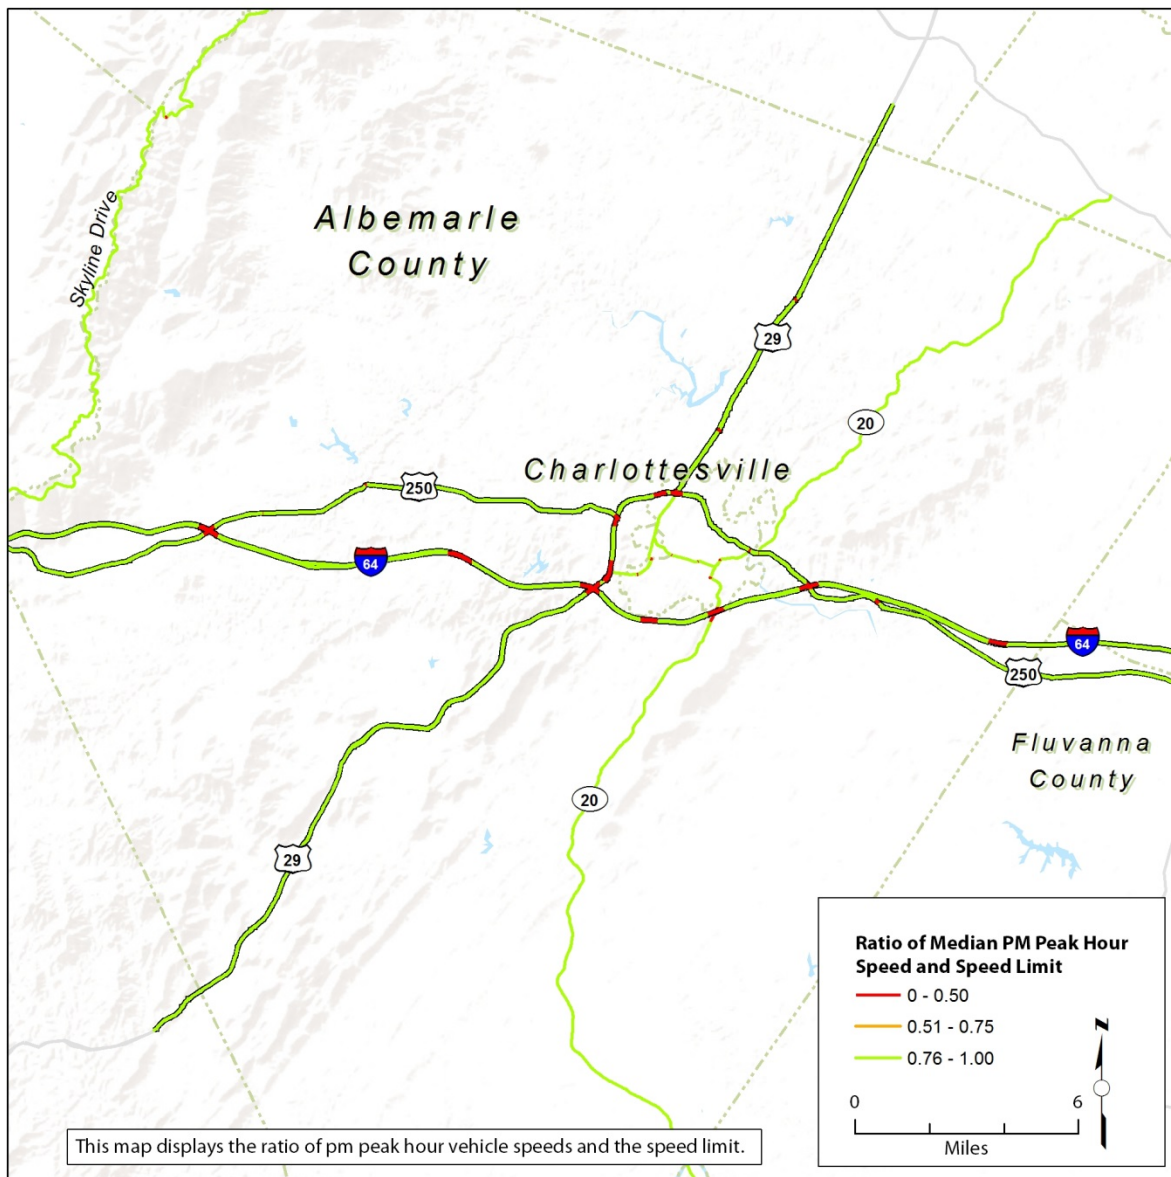 Skyline Drive
Albemarle
County
29
20
Charlottesville
250
64
64
250
Fluvanna
County
20
29
Ratio of Median PM Peak Hour
Speed and Speed Limit
0 - 0.50
0.51 - 0.75
0.76 - 1.00
N
0 6
Miles
This map displays the ratio of pm peak hour vehicle speeds and the speed limit.